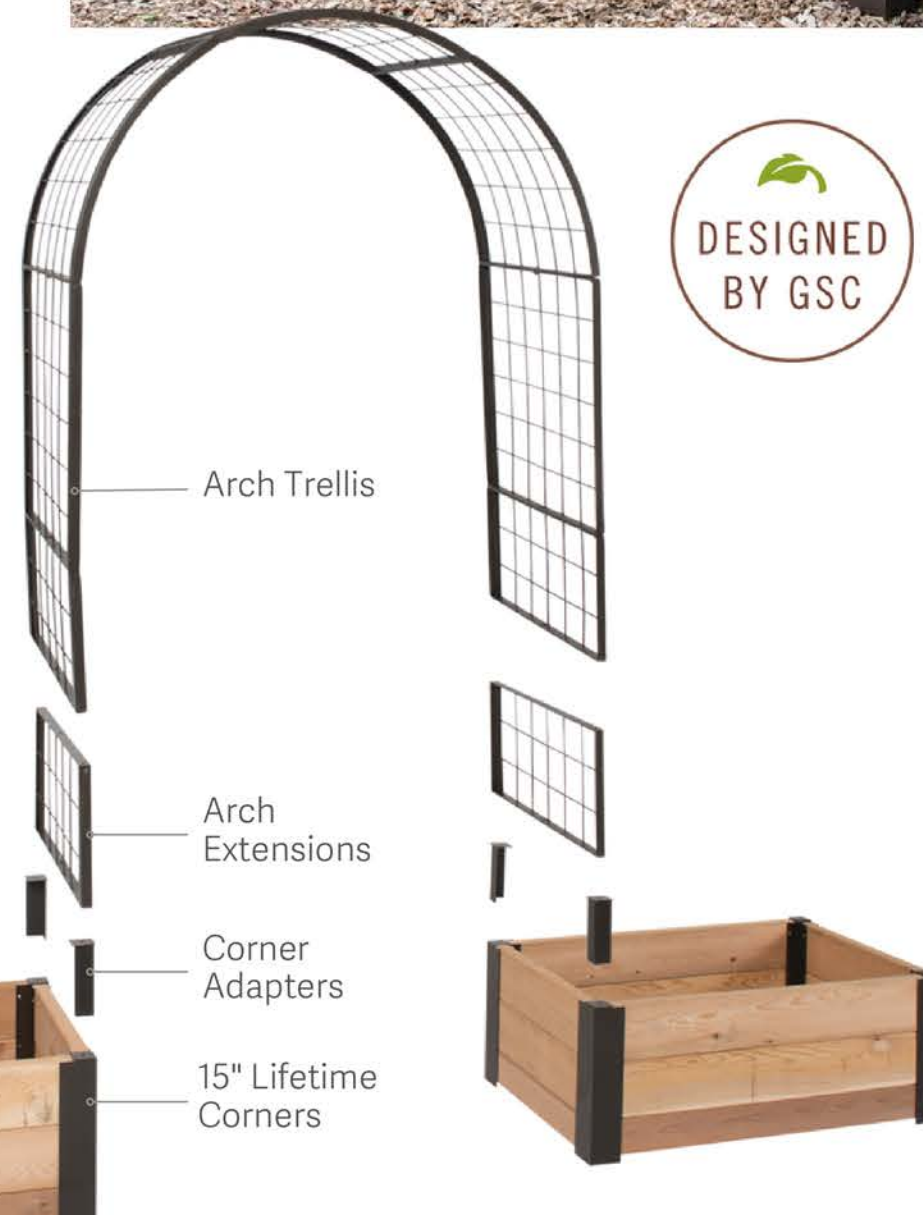 DESIGNED
BY GSC
Arch Trellis
Arch
Extensions
Corner
Adapters
15" Lifetime
Corners